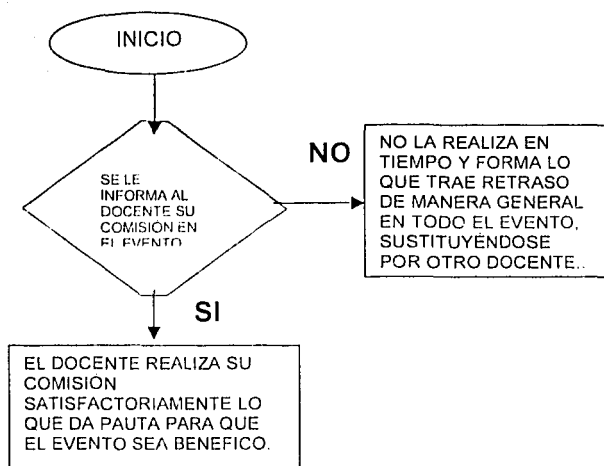 INICIO
SE LE
INFORMA AL
DOCENTE SU
COMISIÓN EN
EL EVENTO
NO
NO LA REALIZA EN
TIEMPO Y FORMA LO
QUE TRAE RETRASO
DE MANERA GENERAL
EN TODO EL EVENTO,
SUSTITUYÉNDOSE
POR OTRO DOCENTE..
SI
EL DOCENTE REALIZA SU
COMISIÓN
SATISFACTORIAMENTE LO
QUE DA PAUTA PARA QUE
EL EVENTO SEA BENEFICO.